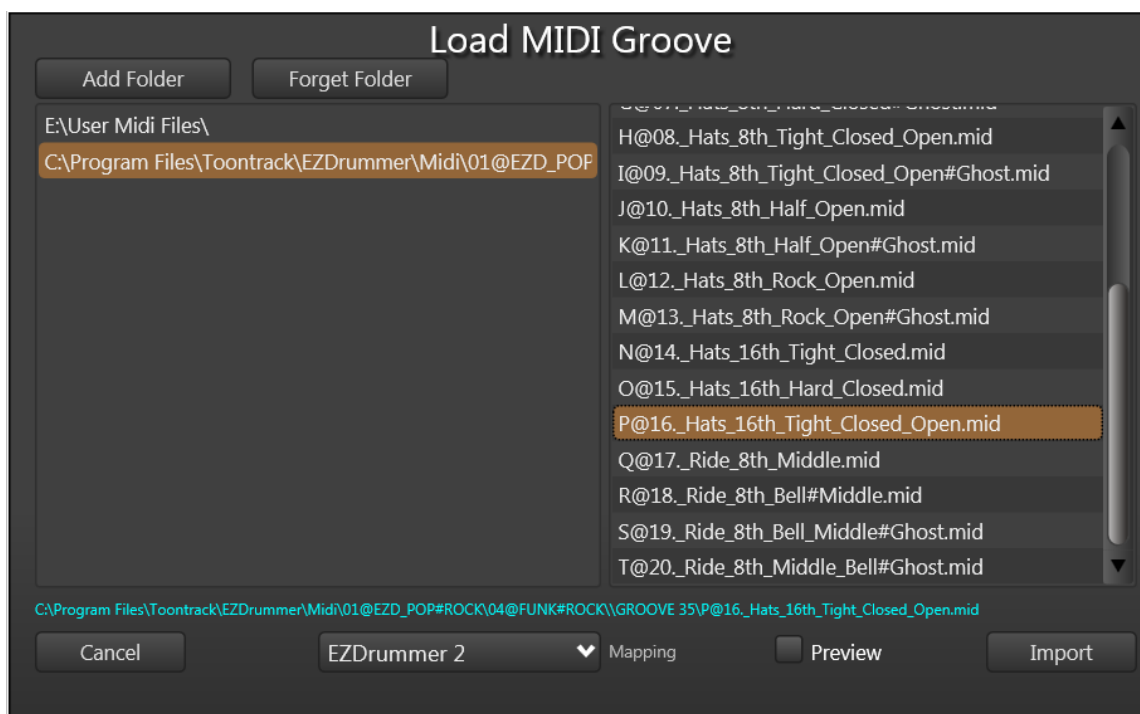 Load MIDI Groove
Add Folder
Forget Folder
E:\User Midi Files\
C:\Program Files\Toontrack\EZDrummer\Midi\01@EZD_POP
H@08._Hats_8th_Tight_Closed_Open.mid
I@09._Hats_8th_Tight_Closed_Open#Ghost.mid
J@10._Hats_8th_Half_Open.mid
K@11._Hats_8th_Half_Open#Ghost.mid
L@12._Hats_8th_Rock_Open.mid
M@13._Hats_8th_Rock_Open#Ghost.mid
N@14._Hats_16th_Tight_Closed.mid
O@15._Hats_16th_Hard_Closed.mid
P@16._Hats_16th_Tight_Closed_Open.mid
Q@17._Ride_8th_Middle.mid
R@18._Ride_8th_Bell#Middle.mid
S@19._Ride_8th_Bell_Middle#Ghost.mid
T@20._Ride_8th_Middle_Bell#Ghost.mid
C:\Program Files\Toontrack\EZDrummer\Midi\01@EZD_POP#ROCK\04@FUNK#ROCK\\GROOVE 35\P@16._Hats_16th_Tight_Closed_Open.mid
Cancel
EZDrummer 2
Mapping
Preview
Import